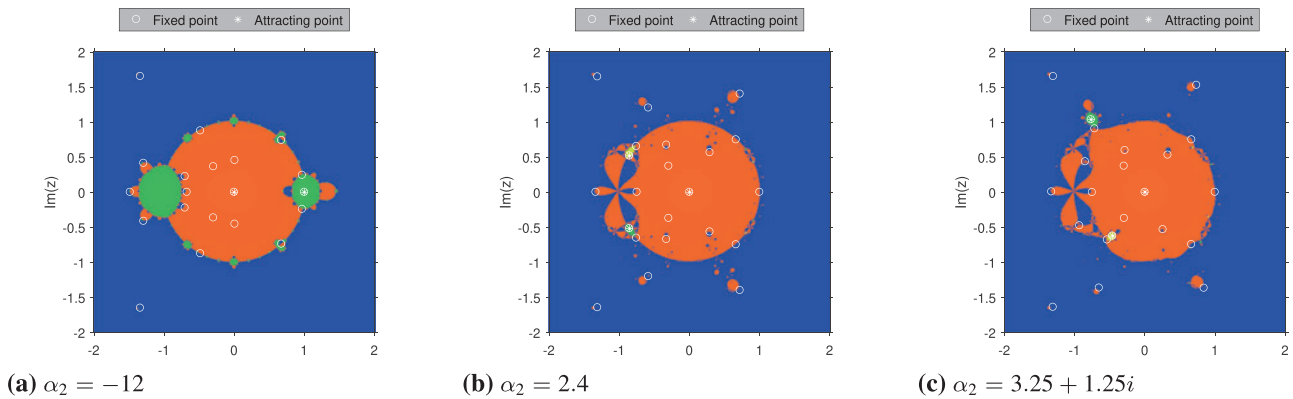 Fixed point Attracting point
Fixed point Attracting point
Fixed point Attracting point
2
1.5
1
0.5
0
-0.5
-1
-1.5
-2
Im(z)
-2 -1 0 1 2
2
1.5
1
0.5
0
-0.5
-1
-1.5
-2
Im(z)
-2 -1 0 1 2
2
1.5
1
0.5
0
-0.5
-1
-1.5
-2
Im(z)
-2 -1 0 1 2
(a) α₂ = −12
(b) α₂ = 2.4
(c) α₂ = 3.25 + 1.25i